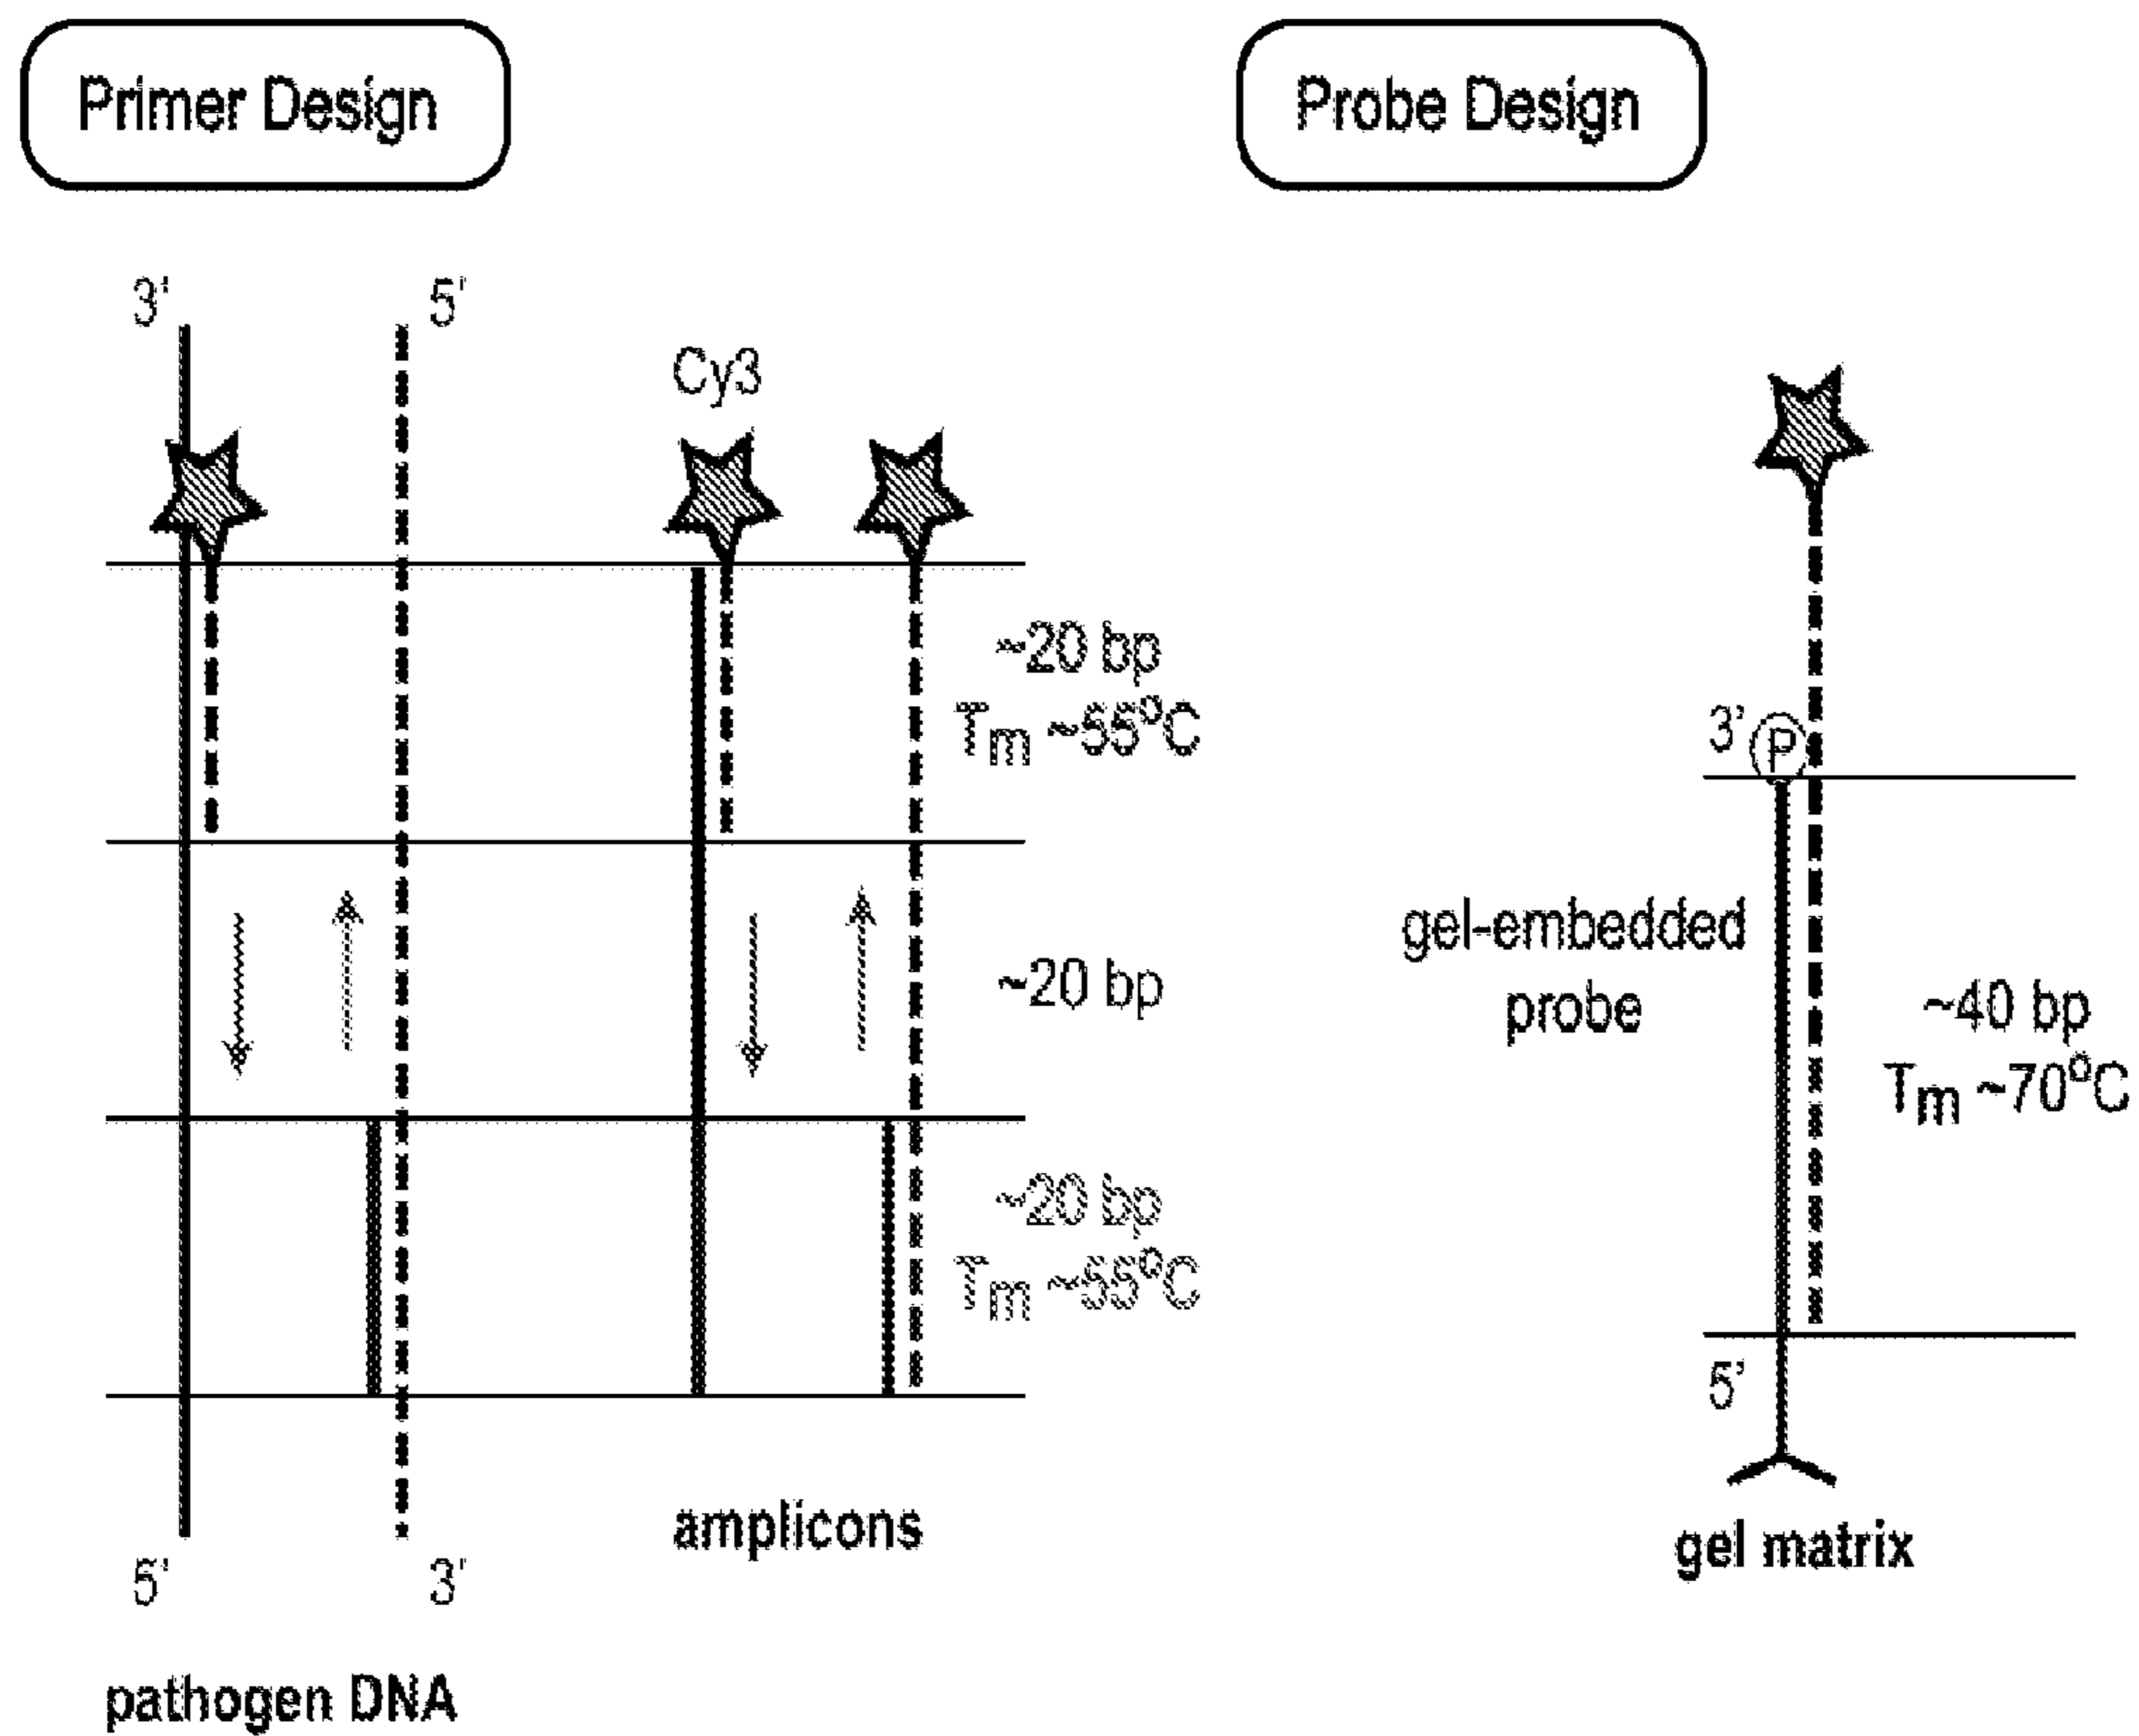 Primer Design
Probe Design
3' 5'
Cy3
~20 bp
Tm ~55°C
~20 bp
~20 bp
Tm ~55°C
amplicons
5' 3'
pathogen DNA
3' P
gel-embedded
probe
~40 bp
Tm ~70°C
5'
gel matrix